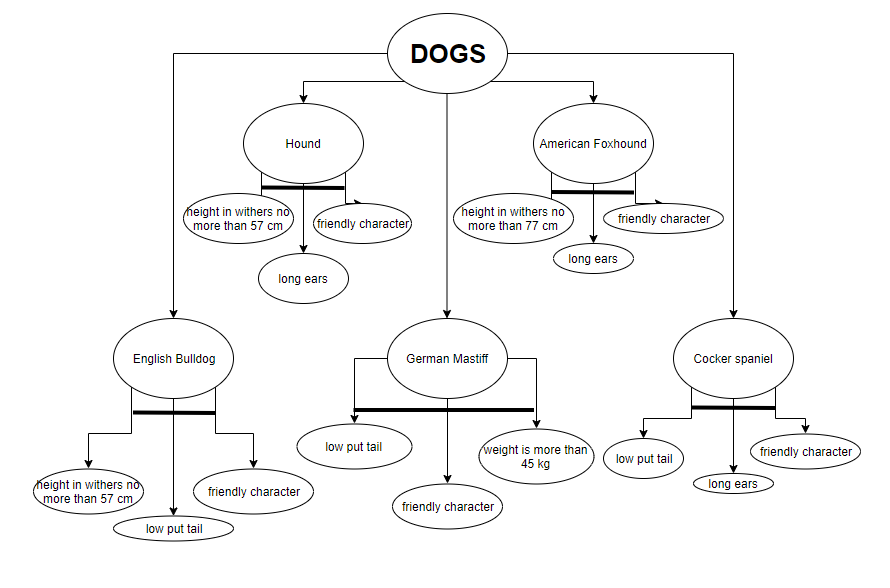 DOGS
Hound
American Foxhound
height in withers no
more than 57 cm
friendly character
long ears
height in withers no
more than 77 cm
friendly character
long ears
English Bulldog
German Mastiff
Cocker spaniel
height in withers no
more than 57 cm
low put tail
friendly character
low put tail
friendly character
weight is more than
45 kg
low put tail
long ears
friendly character